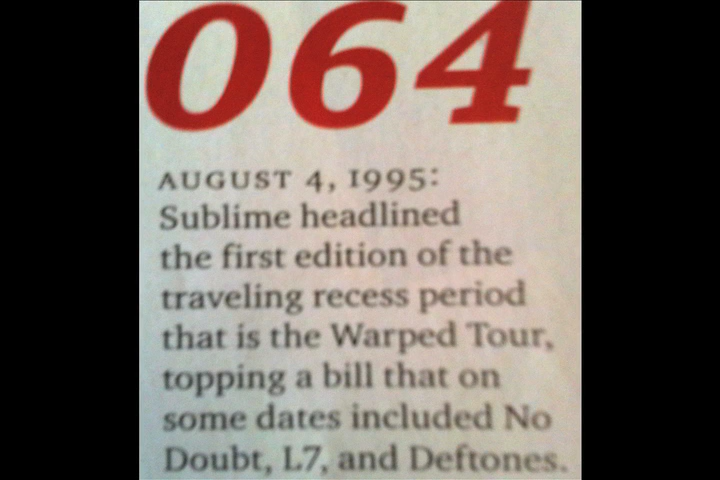 064
AUGUST 4, 1995:
Sublime headlined
the first edition of the
traveling recess period
that is the Warped Tour,
topping a bill that on
some dates included No
Doubt, L7, and Deftones.